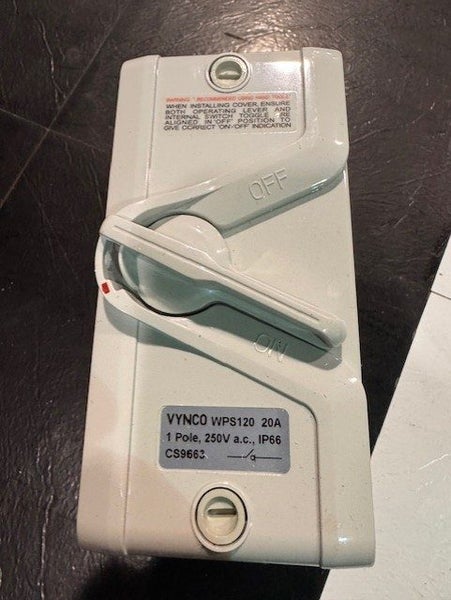 WARNING: * RECOMMENDED USING HAND TOOLS
WHEN INSTALLING COVER, ENSURE
BOTH OPERATING LEVER AND
INTERNAL SWITCH TOGGLE ARE
ALIGNED IN 'OFF' POSITION TO
GIVE CORRECT 'ON-/OFF' INDICATION
OFF
ON
VYNCO WPS120 20A
1 Pole, 250V a.c., IP66
CS9663